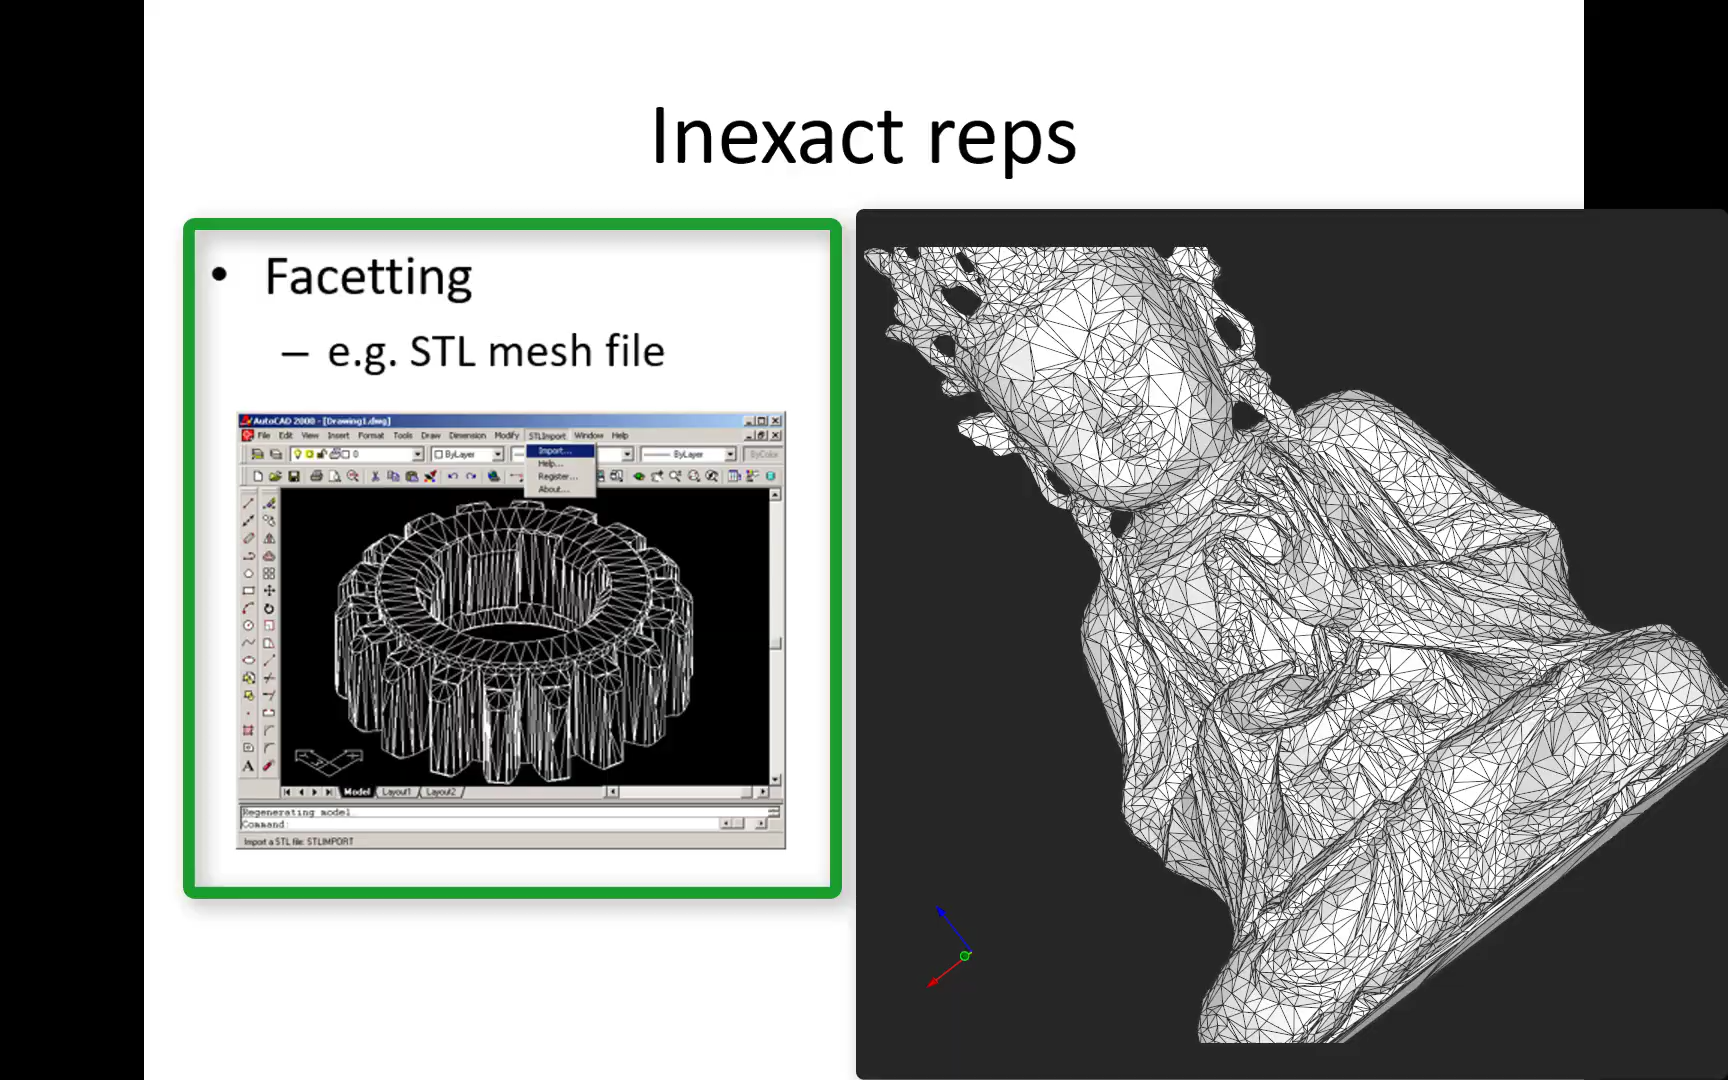 Inexact reps
• Facetting
– e.g. STL mesh file
AutoCAD 2000 - [Drawing1.dwg]
File Edit View Insert Format Tools Draw Dimension Modify STLImport Window Help
0 ByLayer ByLayer ByColor
Import...
Help...
Register...
About...
A
Model Layout1 Layout2
Regenerating model.
Command:
Import a STL file: STLIMPORT